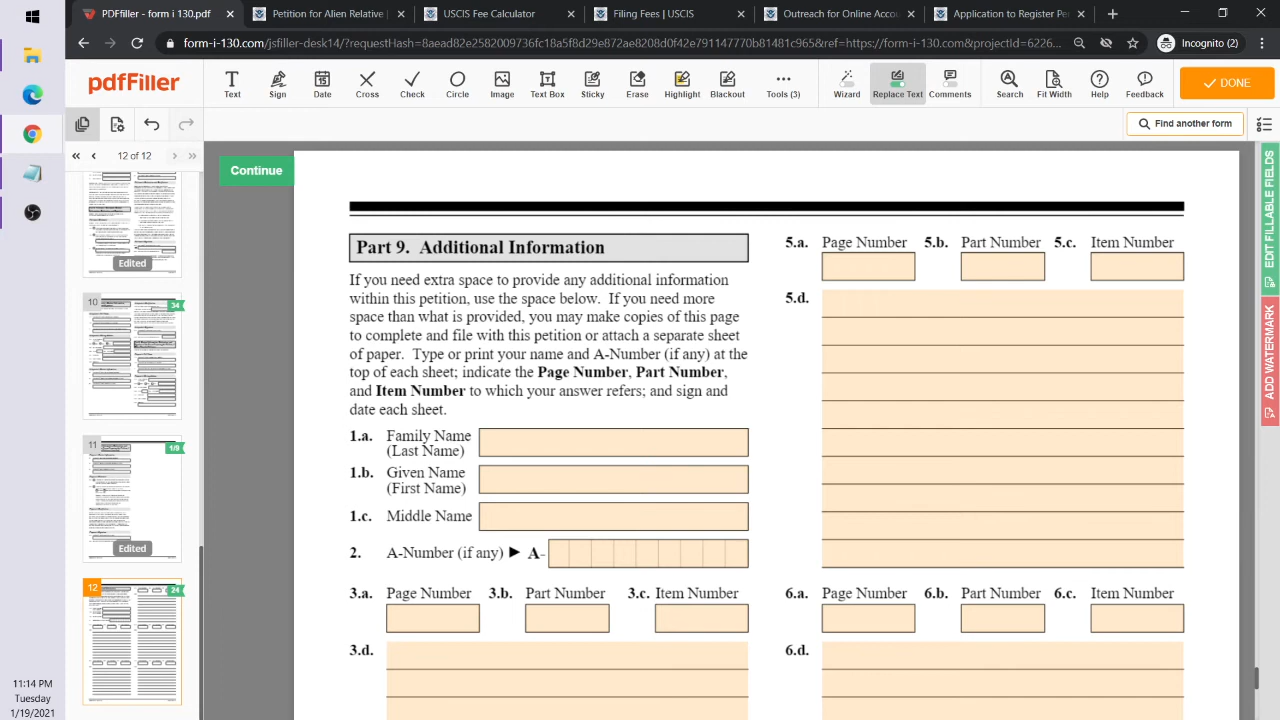 PDFfiller - form i-130.pdf
Petition for Alien Relative
USCIS Fee Calcula
Filing Fees | USCIS
Outreach for Online Accou
Application to Register Per
form-i-130.com/jsfiller-desk14/?requestHash=8aead82c2582009736fc18a5f8d29e872ae8208d0f42e791147770b81481c965&ref=https://form-i-130.com&projectId=6226...
Incognito (2)
pdfFiller
Text
Sign
Date
Cross
Check
Circle
Image
Text Box
Sticky
Erase
Highlight
Blackout
Tools (3)
Wizard
Replace Text
Comments
Search
Fit Width
Help
Feedback
DONE
Find another form
12 of 12
Continue
Edited
10
34
11
1/9
Edited
12
24
EDIT FILLABLE FIELDS
ADD WATERMARK
Part 9. Additional Information
If you need extra space to provide any additional information
within this petition, use the space below. If you need more
space than what is provided, you may make copies of this page
to complete and file with this petition or attach a separate sheet
of paper. Type or print your name and A-Number (if any) at the
top of each sheet; indicate the Page Number, Part Number,
and Item Number to which your answer refers; and sign and
date each sheet.
1.a. Family Name
(Last Name)
1.b. Given Name
(First Name)
1.c. Middle Name
2. A-Number (if any) ► A-
3.a. Page Number 3.b. Part Number 3.c. Item Number
3.d.
5.a. Page Number 5.b. Part Number 5.c. Item Number
5.d.
6.a. Page Number 6.b. Part Number 6.c. Item Number
6.d.
11:14 PM
Tuesday
1/19/2021